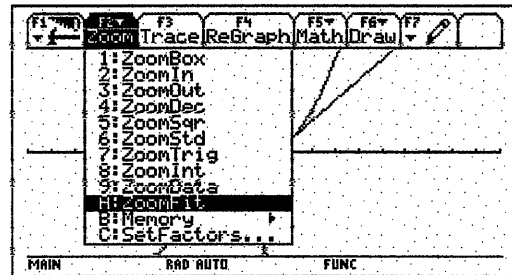 F1 F2 F3 F4 F5 F6 F7
Zoom Trace ReGraph Math Draw
1:ZoomBox
2:ZoomIn
3:ZoomOut
4:ZoomDec
5:ZoomSqr
6:ZoomStd
7:ZoomTrig
8:ZoomInt
9:ZoomData
A:ZoomFit
B:Memory
C:SetFactors...
MAIN RAD AUTO FUNC